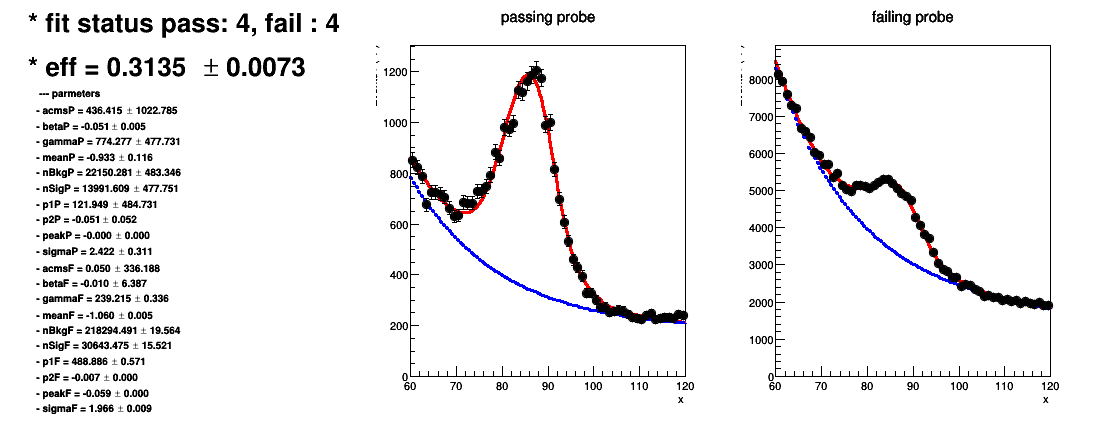 * fit status pass: 4, fail : 4
* eff = 0.3135 ± 0.0073
--- parmeters
- acmsP = 436.415 ± 1022.785
- betaP = -0.051 ± 0.005
- gammaP = 774.277 ± 477.731
- meanP = -0.933 ± 0.116
- nBkgP = 22150.281 ± 483.346
- nSigP = 13991.609 ± 477.751
- p1P = 121.949 ± 484.731
- p2P = -0.051 ± 0.052
- peakP = -0.000 ± 0.000
- sigmaP = 2.422 ± 0.311
- acmsF = 0.050 ± 336.188
- betaF = -0.010 ± 6.387
- gammaF = 239.215 ± 0.336
- meanF = -1.060 ± 0.005
- nBkgF = 218294.491 ± 19.564
- nSigF = 30643.475 ± 15.521
- p1F = 488.886 ± 0.571
- p2F = -0.007 ± 0.000
- peakF = -0.059 ± 0.000
- sigmaF = 1.966 ± 0.009
passing probe
1200
1000
800
600
400
200
0
60 70 80 90 100 110 120
x
failing probe
8000
7000
6000
5000
4000
3000
2000
1000
0
60 70 80 90 100 110 120
x